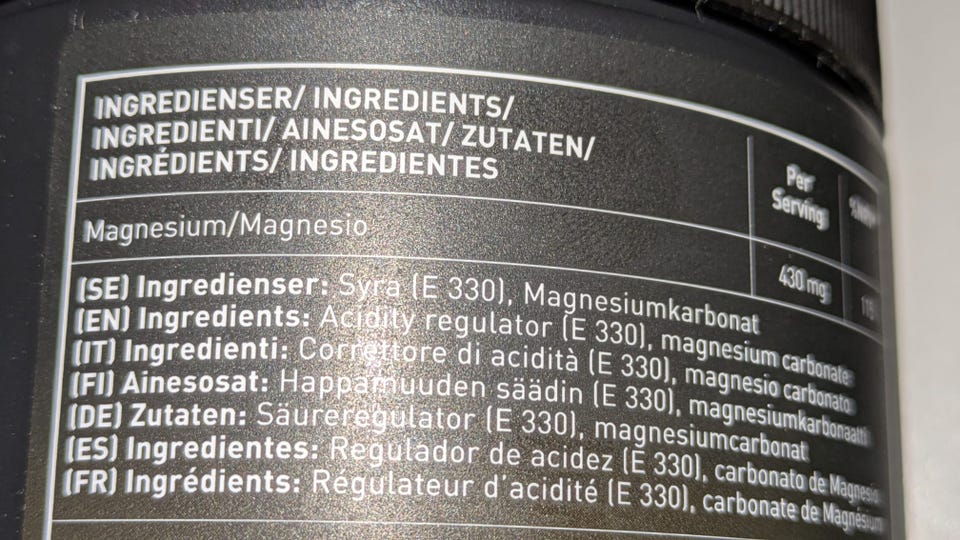 INGREDIENSER/ INGREDIENTS/
INGREDIENTI/ AINESOSAT/ ZUTATEN/
INGRÉDIENTS/ INGREDIENTES
Per
Serving
Magnesium/Magnesio
430 mg
(SE) Ingredienser: Syra (E 330), Magnesiumkarbonat
(EN) Ingredients: Acidity regulator (E 330), magnesium carbonate
(IT) Ingredienti: Correttore di acidità (E 330), magnesio carbonato
(FI) Ainesosat: Happamuuden säädin (E 330), magnesiumkarbonaatti
(DE) Zutaten: Säureregulator (E 330), magnesiumcarbonat
(ES) Ingredientes: Regulador de acidez (E 330), carbonato de Magnesio
(FR) Ingrédients: Régulateur d'acidité (E 330), carbonate de Magnésium